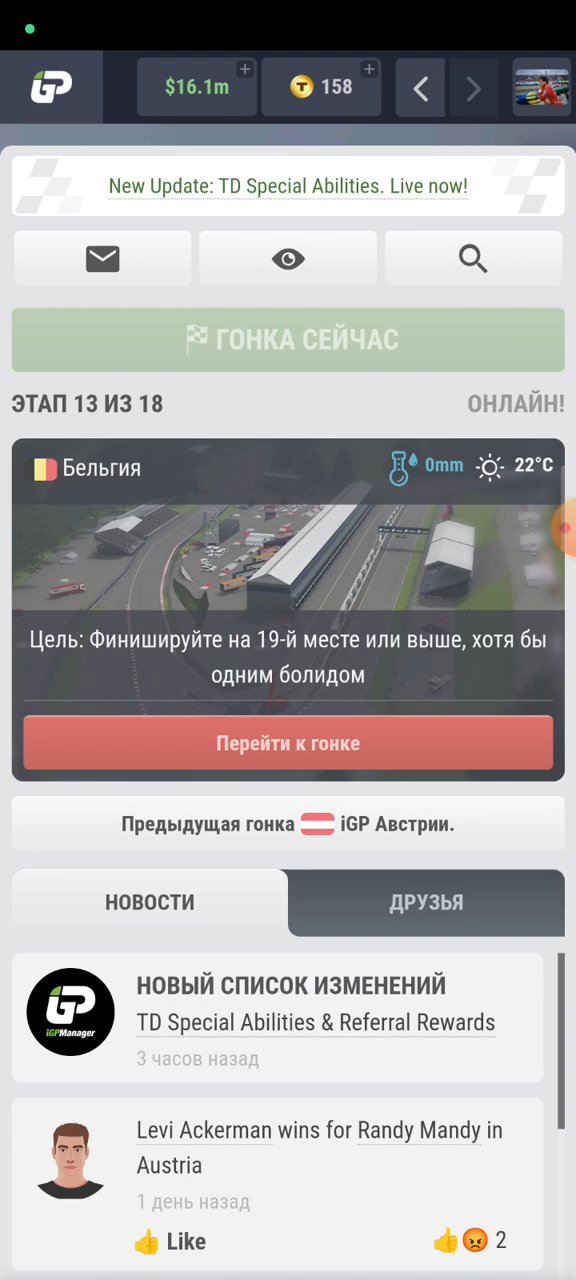 iGP
$16.1m
+
T 158
+
New Update: TD Special Abilities. Live now!
ГОНКА СЕЙЧАС
ЭТАП 13 ИЗ 18
ОНЛАЙН!
Бельгия
0mm
22°C
Цель: Финишируйте на 19-й месте или выше, хотя бы
одним болидом
Перейти к гонке
Предыдущая гонка iGP Австрии.
НОВОСТИ
ДРУЗЬЯ
iGP
iGPManager
НОВЫЙ СПИСОК ИЗМЕНЕНИЙ
TD Special Abilities & Referral Rewards
3 часов назад
Levi Ackerman wins for Randy Mandy in
Austria
1 день назад
👍 Like
👍😡 2